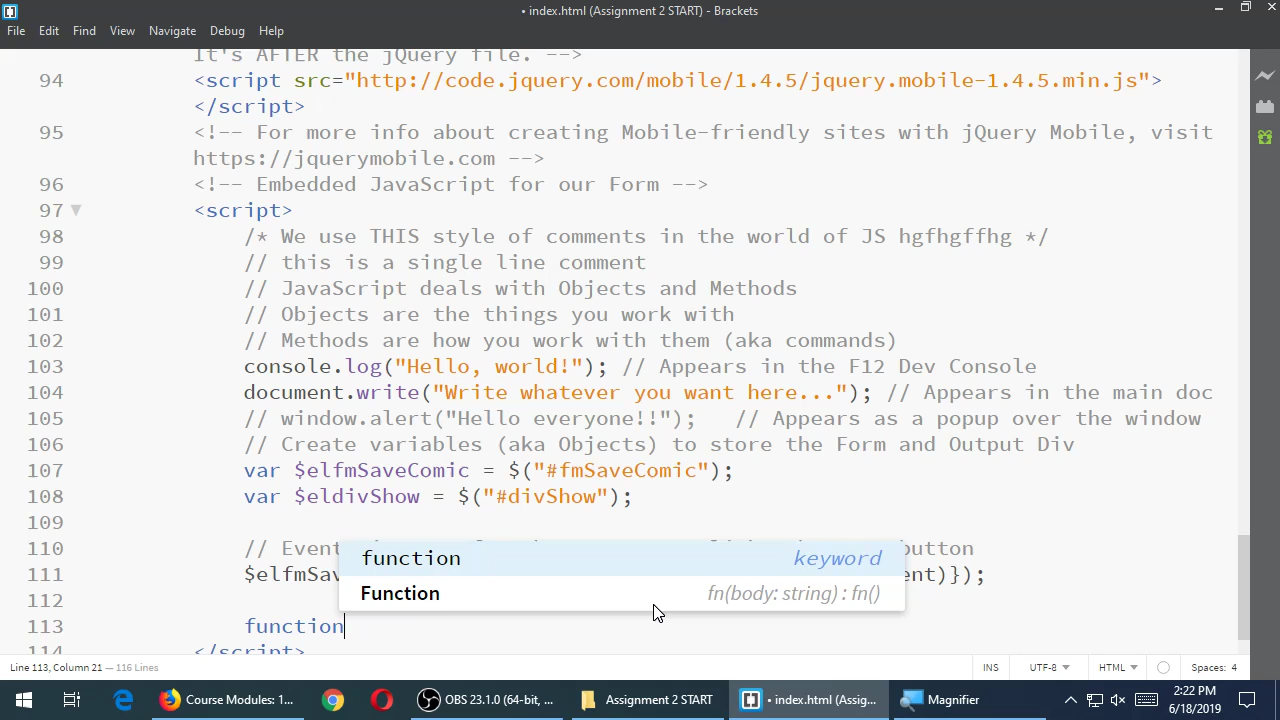 • index.html (Assignment 2 START) - Brackets
File Edit Find View Navigate Debug Help
It's AFTER the jQuery file. -->
94 <script src="http://code.jquery.com/mobile/1.4.5/jquery.mobile-1.4.5.min.js">
</script>
95 <!-- For more info about creating Mobile-friendly sites with jQuery Mobile, visit
https://jquerymobile.com -->
96 <!-- Embedded JavaScript for our Form -->
97 <script>
98 /* We use THIS style of comments in the world of JS hgfhgffhg */
99 // this is a single line comment
100 // JavaScript deals with Objects and Methods
101 // Objects are the things you work with
102 // Methods are how you work with them (aka commands)
103 console.log("Hello, world!"); // Appears in the F12 Dev Console
104 document.write("Write whatever you want here..."); // Appears in the main doc
105 // window.alert("Hello everyone!!"); // Appears as a popup over the window
106 // Create variables (aka Objects) to store the Form and Output Div
107 var $elfmSaveComic = $("#fmSaveComic");
108 var $eldivShow = $("#divShow");
109
110 // Event button
function keyword
111 $elfmSa ent)});
Function fn(body: string) : fn()
112
113 function
114 </script>
Line 113, Column 21 — 116 Lines INS UTF-8 HTML Spaces: 4
Course Modules: 1... OBS 23.1.0 (64-bit, ... Assignment 2 START • index.html (Assig... Magnifier 2:22 PM
6/18/2019